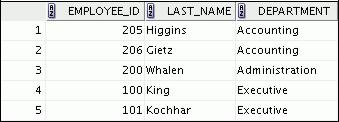 EMPLOYEE_ID LAST_NAME DEPARTMENT
1 205 Higgins Accounting
2 206 Gietz Accounting
3 200 Whalen Administration
4 100 King Executive
5 101 Kochhar Executive